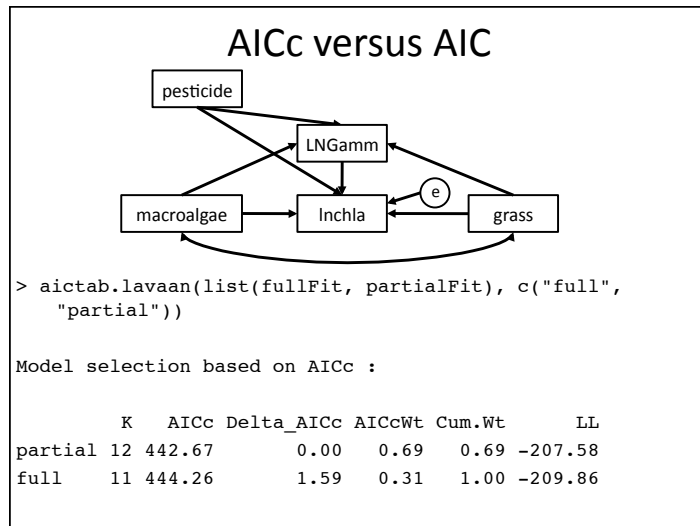 AICc versus AIC
pesticide
LNGamm
e
macroalgae
lnchla
grass
> aictab.lavaan(list(fullFit, partialFit), c("full",
"partial"))
Model selection based on AICc :
K AICc Delta_AICc AICcWt Cum.Wt LL
partial 12 442.67 0.00 0.69 0.69 -207.58
full 11 444.26 1.59 0.31 1.00 -209.86